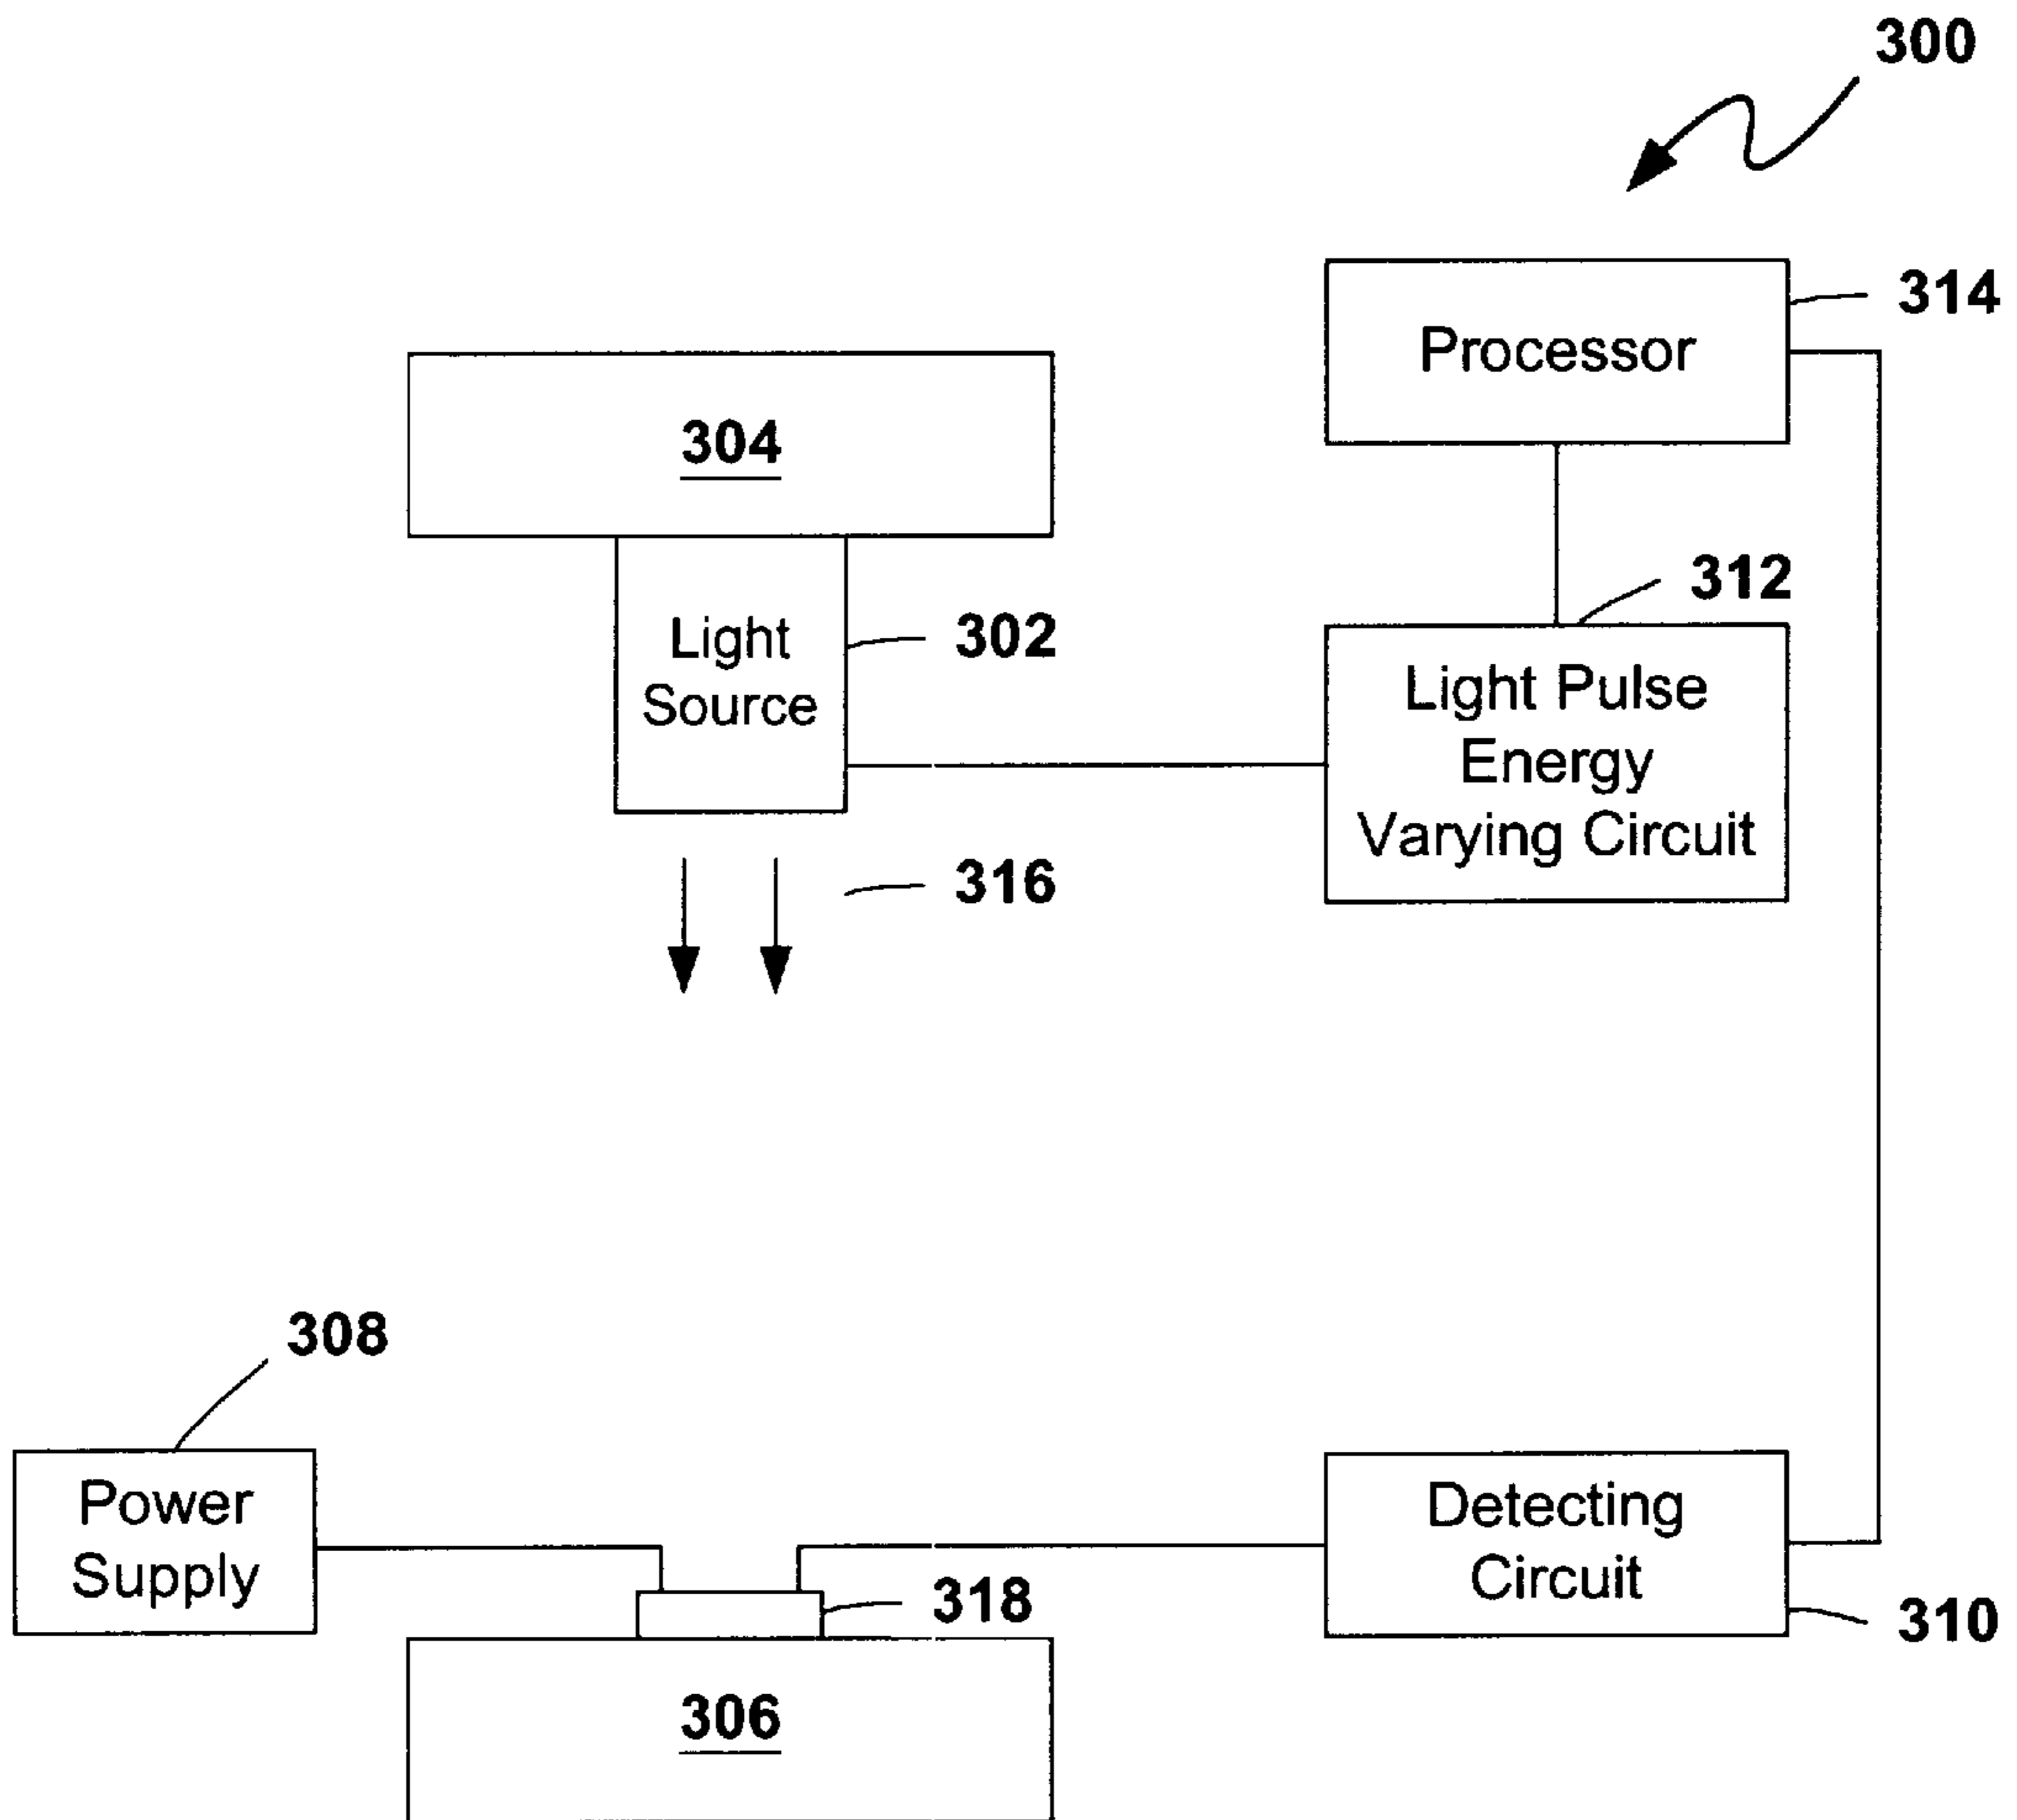 300
Processor
314
304
Light
Source
302
312
Light Pulse
Energy
Varying Circuit
316
308
Power
Supply
318
Detecting
Circuit
310
306